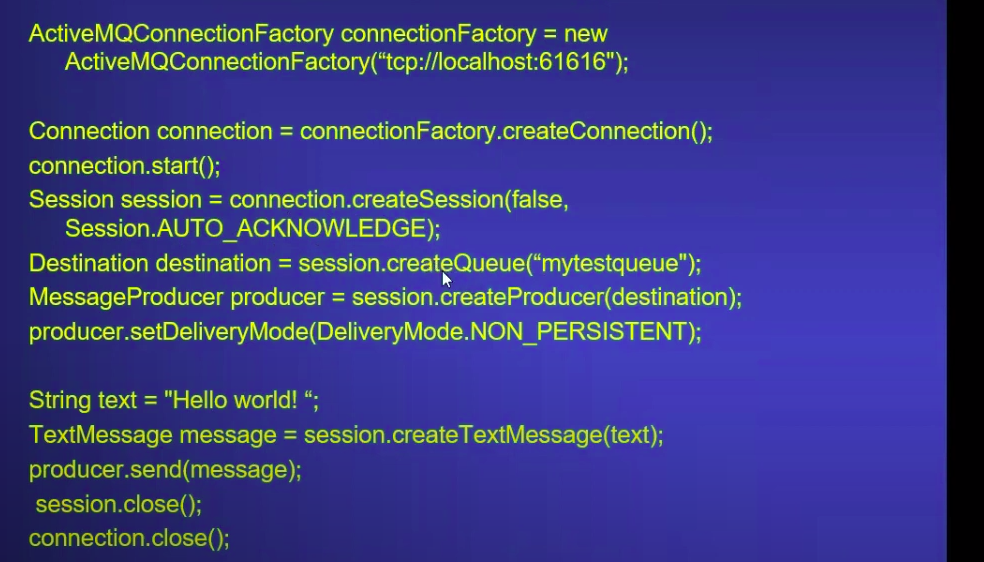 ActiveMQConnectionFactory connectionFactory = new
ActiveMQConnectionFactory(“tcp://localhost:61616");
Connection connection = connectionFactory.createConnection();
connection.start();
Session session = connection.createSession(false,
Session.AUTO_ACKNOWLEDGE);
Destination destination = session.createQueue(“mytestqueue");
MessageProducer producer = session.createProducer(destination);
producer.setDeliveryMode(DeliveryMode.NON_PERSISTENT);
String text = "Hello world! “;
TextMessage message = session.createTextMessage(text);
producer.send(message);
session.close();
connection.close();